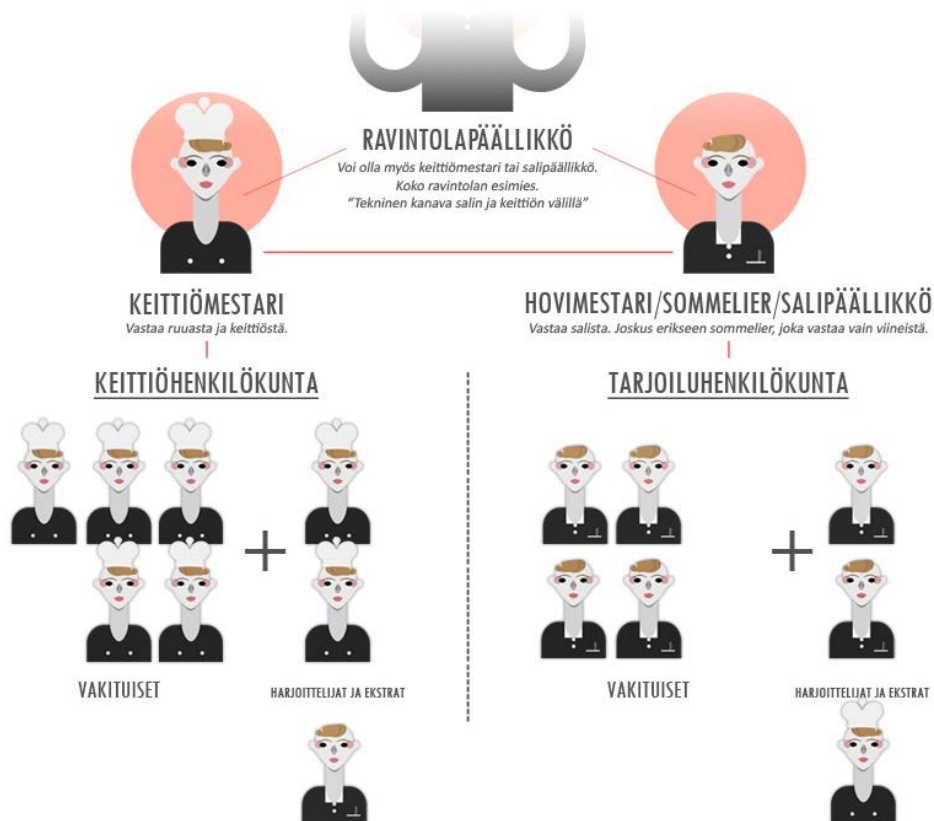 RAVINTOLAPÄÄLLIKKÖ
Voi olla myös keittiömestari tai salipäällikkö.
Koko ravintolan esimies.
"Tekninen kanava salin ja keittiön välillä"
KEITTIÖMESTARI
Vastaa ruuasta ja keittiöstä.
HOVIMESTARI/SOMMELIER/SALIPÄÄLLIKKÖ
Vastaa salista. Joskus erikseen sommelier, joka vastaa vain viineistä.
KEITTIÖHENKILÖKUNTA
TARJOILUHENKILÖKUNTA
+
+
VAKITUISET
HARJOITTELIJAT JA EKSTRAT
VAKITUISET
HARJOITTELIJAT JA EKSTRAT